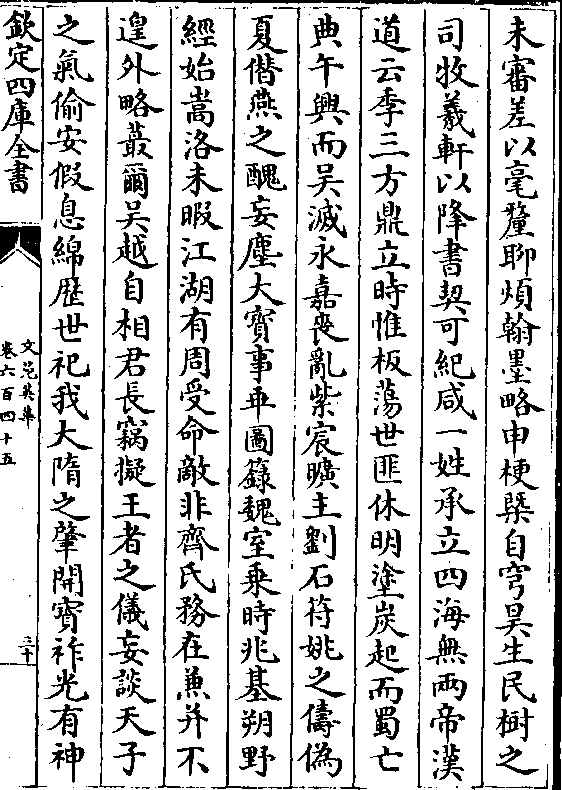 未審差以毫釐聊煩翰墨略申梗槩自穹昊生民樹之
司牧羲軒以降書契可紀咸一姓承立四海無兩帝漢
道云季三方鼎立時惟板蕩世匪休明塗炭起而蜀亡
典午興而吴滅永嘉喪亂紫宸曠主劉石苻姚之儔偽
夏僭燕之醜妄塵大寶事乖圖籙魏室乗時兆基朔野
經始嵩洛未暇江湖有周受命敵非齊氏務在兼并不
遑外略蕞爾吴越自相君長竊擬王者之儀妄談天子
之氣偷安假息綿歴世祀我大隋之肇開寳祚光有神
欽定四庫全書
文苑英華
卷六百四十五
三十